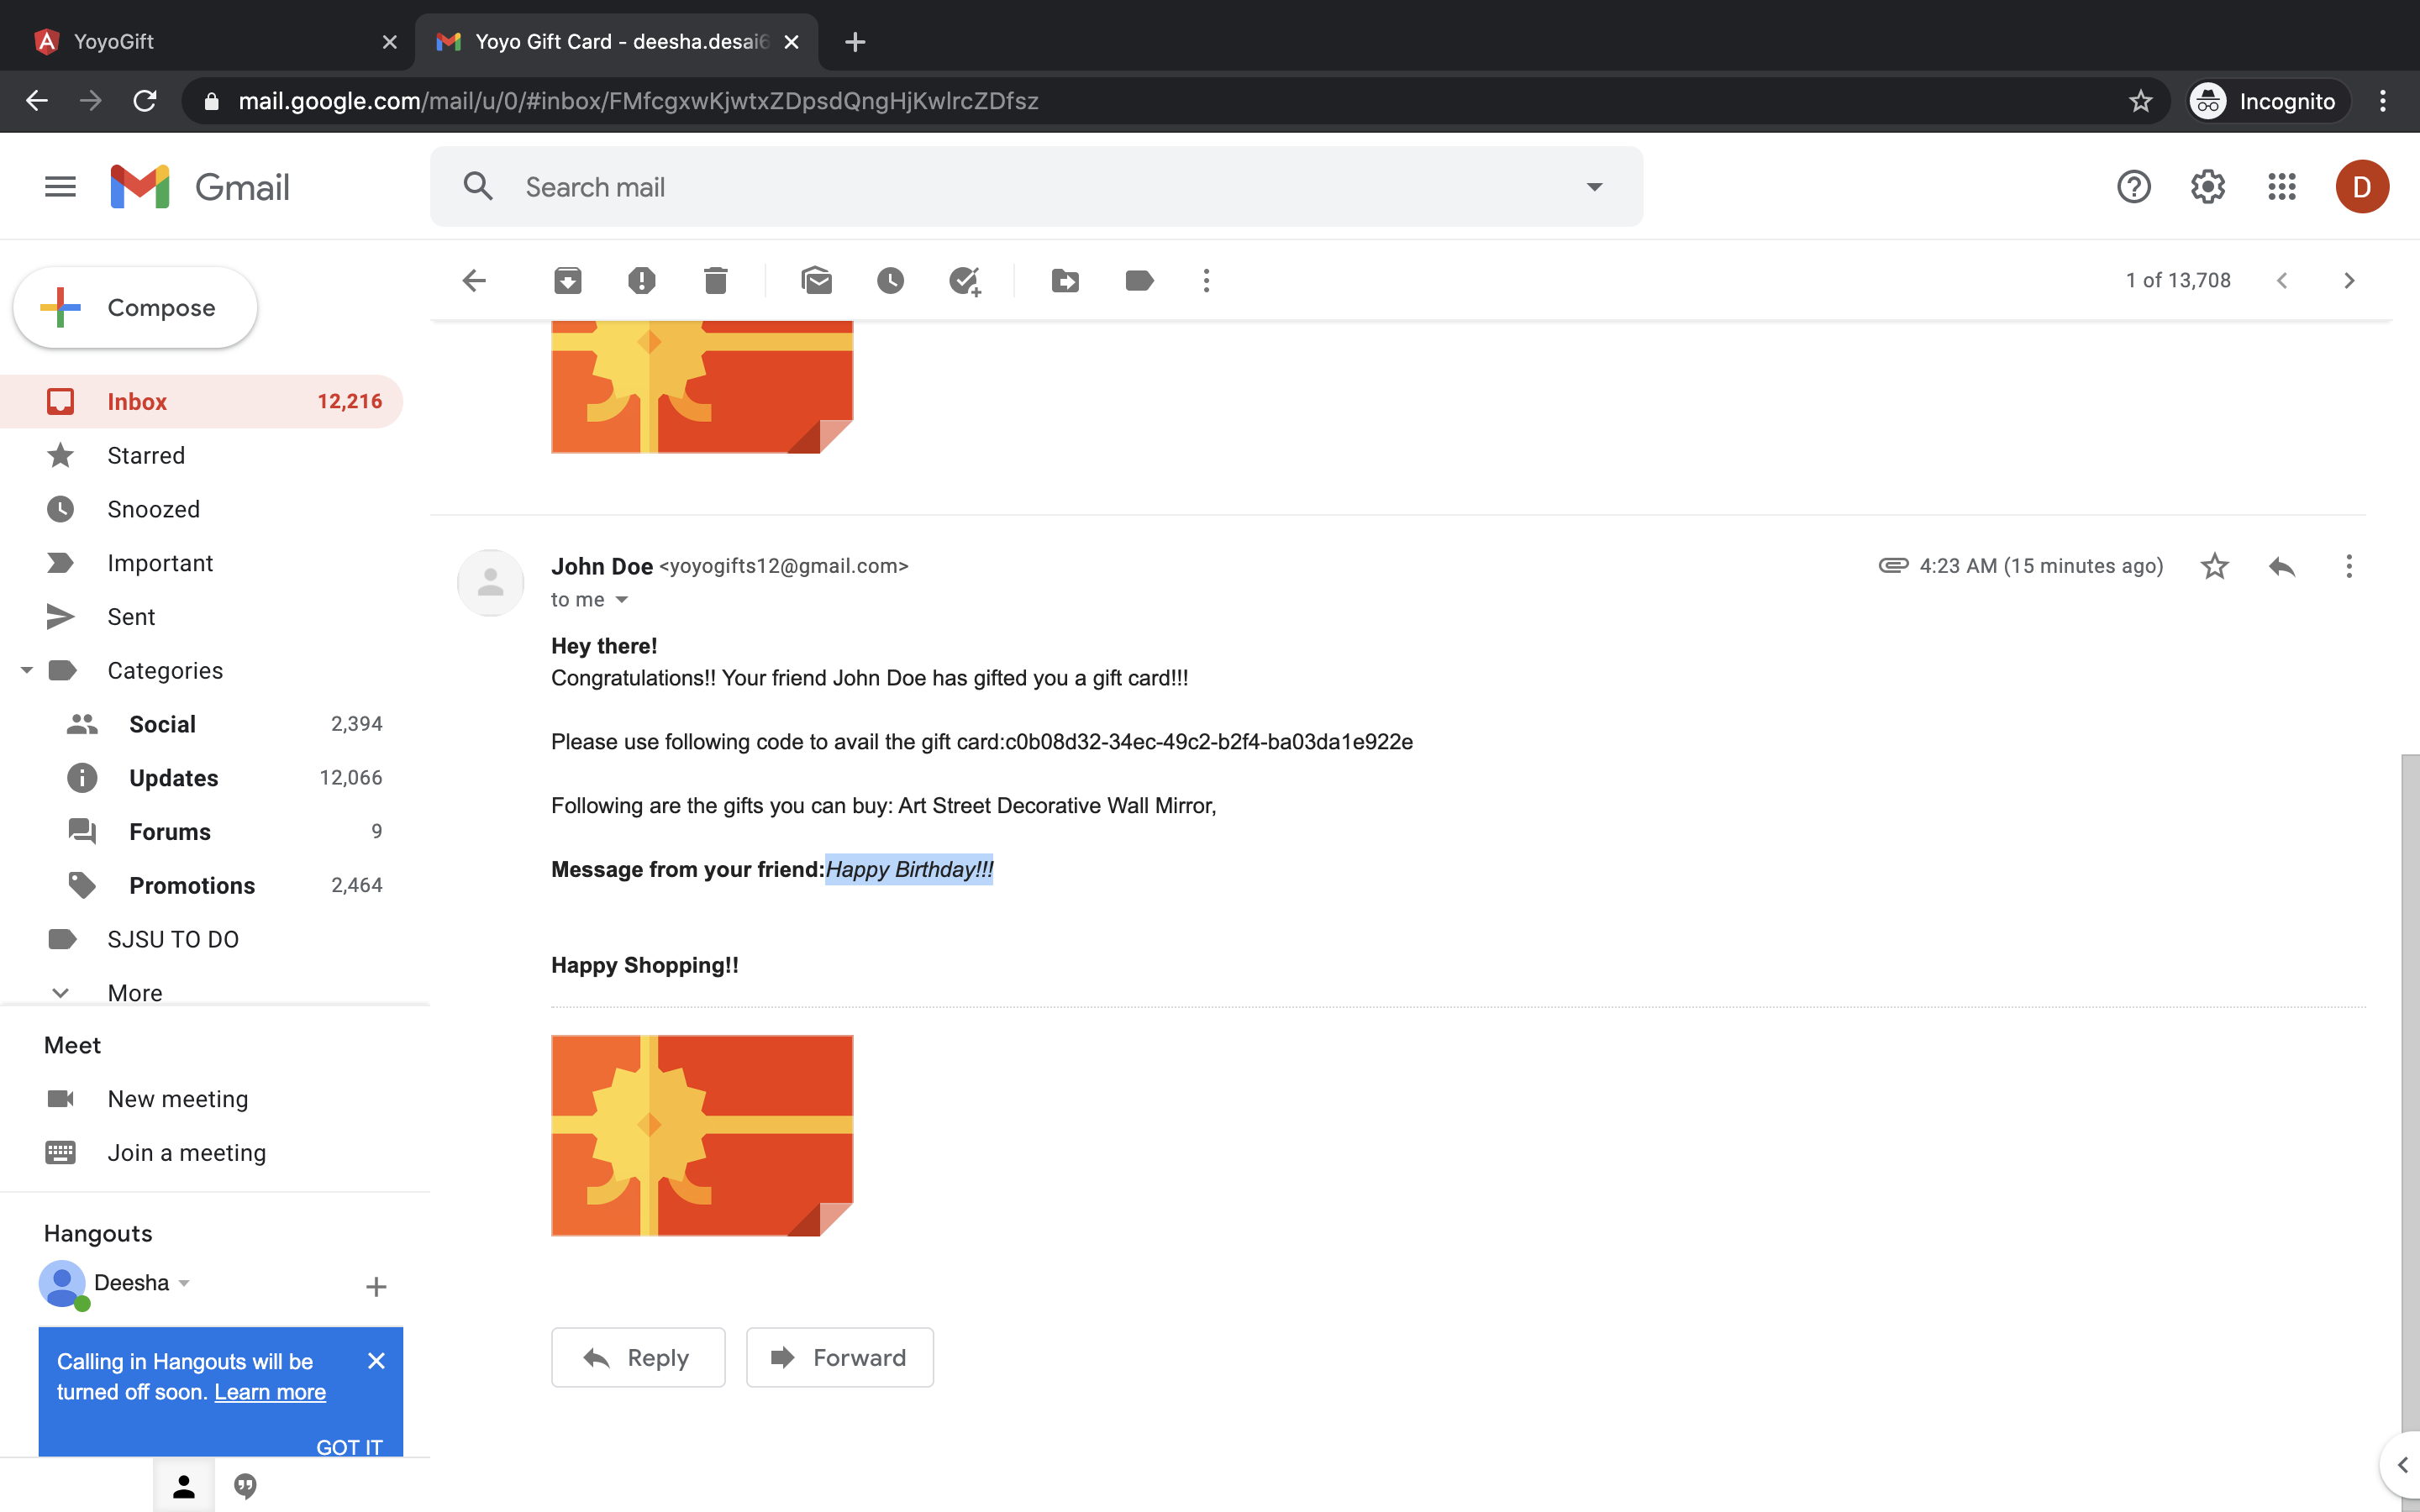 YoyoGift
Yoyo Gift Card - deesha.desai6
mail.google.com/mail/u/0/#inbox/FMfcgxwKjwtxZDpsdQngHjKwlrcZDfsz
Incognito
Gmail
Search mail
D
Compose
1 of 13,708
Inbox 12,216
Starred
Snoozed
Important
Sent
Categories
Social 2,394
Updates 12,066
Forums 9
Promotions 2,464
SJSU TO DO
More
Meet
New meeting
Join a meeting
Hangouts
Deesha
Calling in Hangouts will be
turned off soon. Learn more
GOT IT
John Doe <yoyogifts12@gmail.com>
4:23 AM (15 minutes ago)
to me
Hey there!
Congratulations!! Your friend John Doe has gifted you a gift card!!!
Please use following code to avail the gift card:c0b08d32-34ec-49c2-b2f4-ba03da1e922e
Following are the gifts you can buy: Art Street Decorative Wall Mirror,
Message from your friend:Happy Birthday!!!
Happy Shopping!!
Reply
Forward